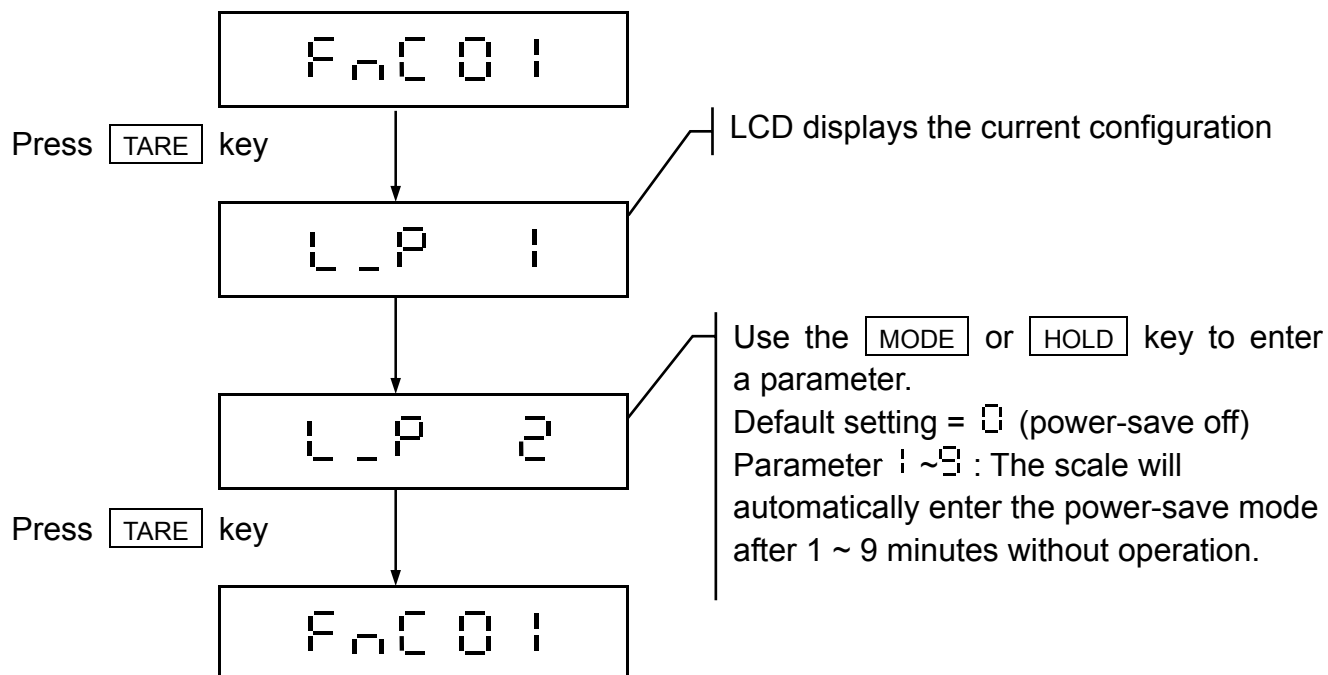 FnC01
Press TARE key
LCD displays the current configuration
L_P 1
Use the MODE or HOLD key to enter
a parameter.
Default setting = 0 (power-save off)
Parameter 1 ~9 : The scale will
automatically enter the power-save mode
after 1 ~ 9 minutes without operation.
L_P 2
Press TARE key
FnC01